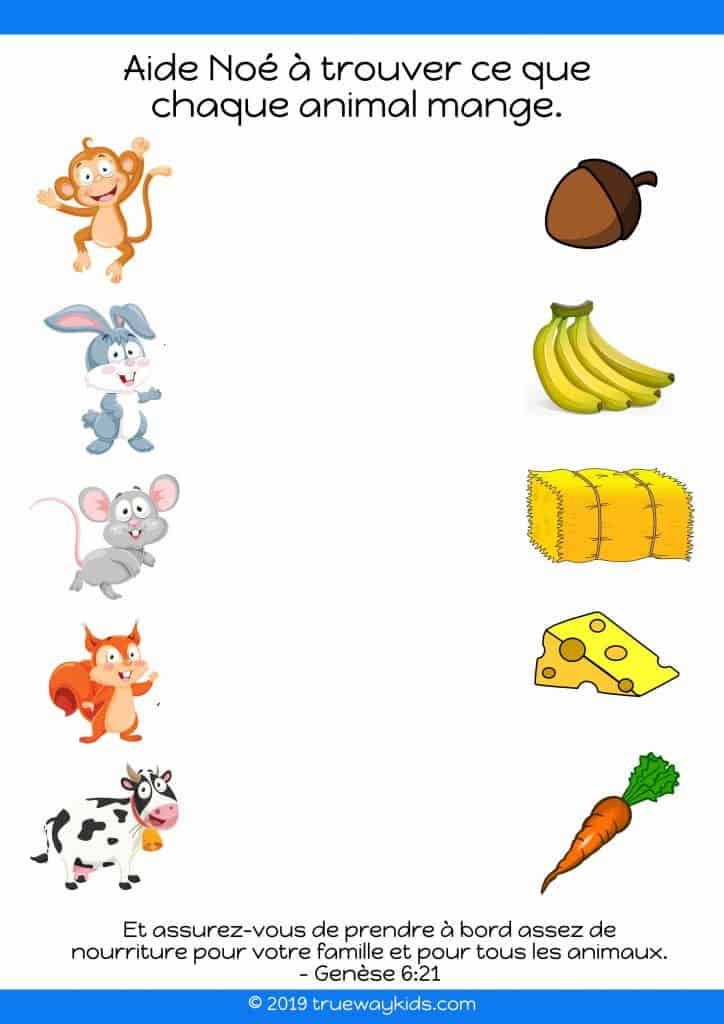 Aide Noé à trouver ce que
chaque animal mange.
Et assurez-vous de prendre à bord assez de
nourriture pour votre famille et pour tous les animaux.
- Genèse 6:21
© 2019 truewaykids.com